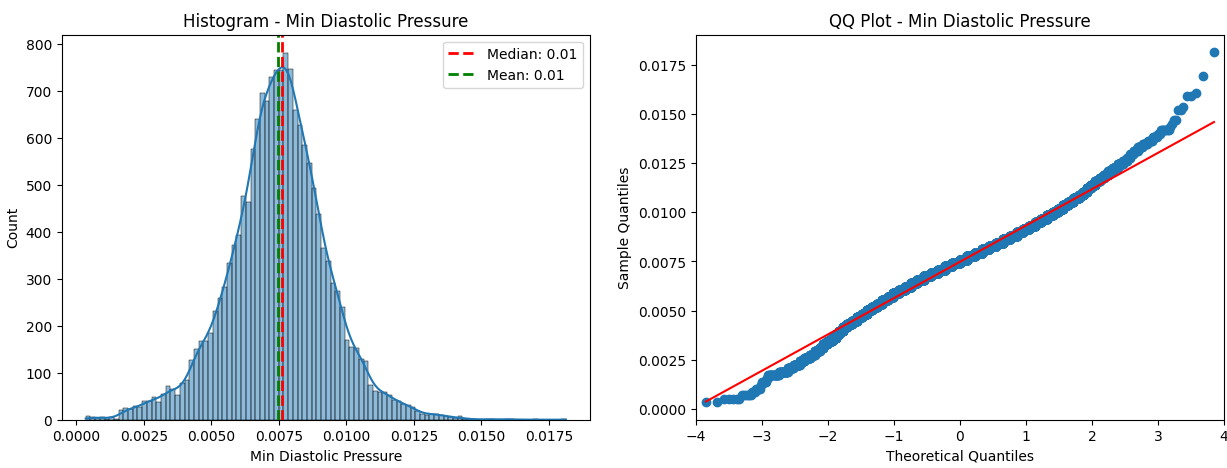 Histogram - Min Diastolic Pressure
800
700
600
500
400
300
200
100
0
Count
Median: 0.01
Mean: 0.01
0.0000 0.0025 0.0050 0.0075 0.0100 0.0125 0.0150 0.0175
Min Diastolic Pressure
QQ Plot - Min Diastolic Pressure
0.0175
0.0150
0.0125
0.0100
0.0075
0.0050
0.0025
0.0000
Sample Quantiles
−4 −3 −2 −1 0 1 2 3 4
Theoretical Quantiles